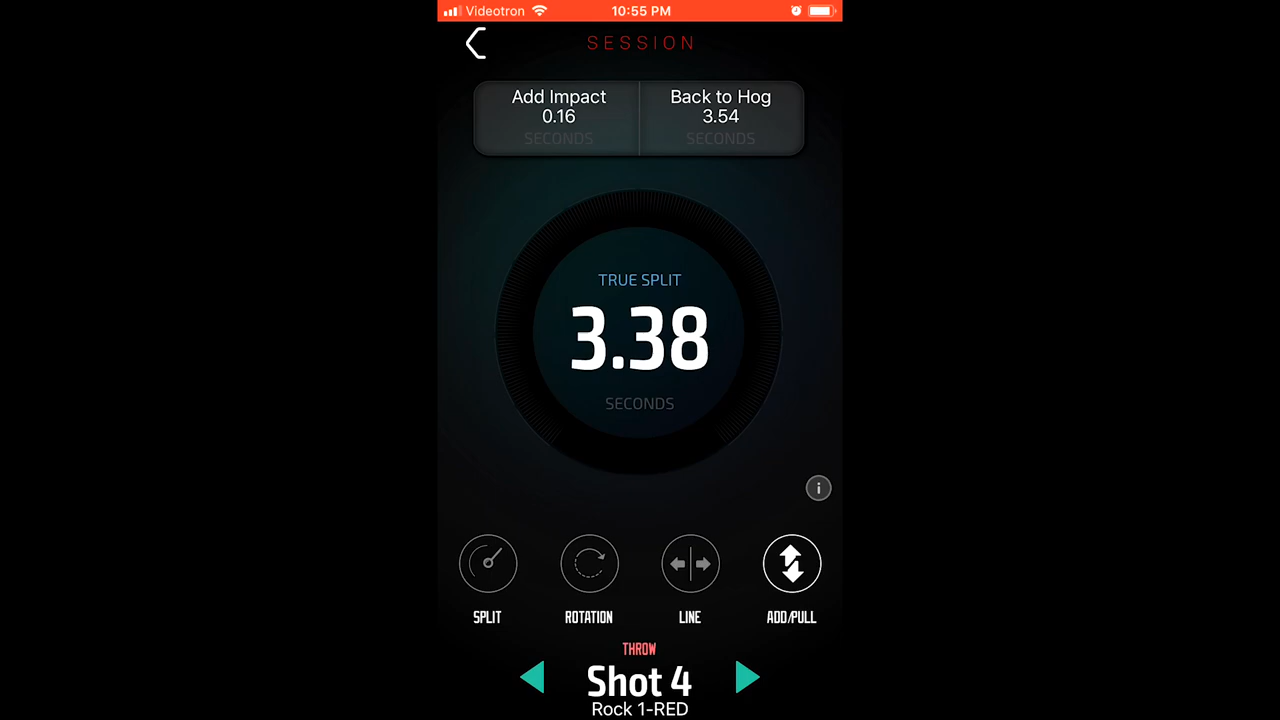 Videotron 10:55 PM
SESSION
Add Impact Back to Hog
0.16 3.54
SECONDS SECONDS
TRUE SPLIT
3.38
SECONDS
i
SPLIT ROTATION LINE ADD/PULL
THROW
Shot 4
Rock 1-RED